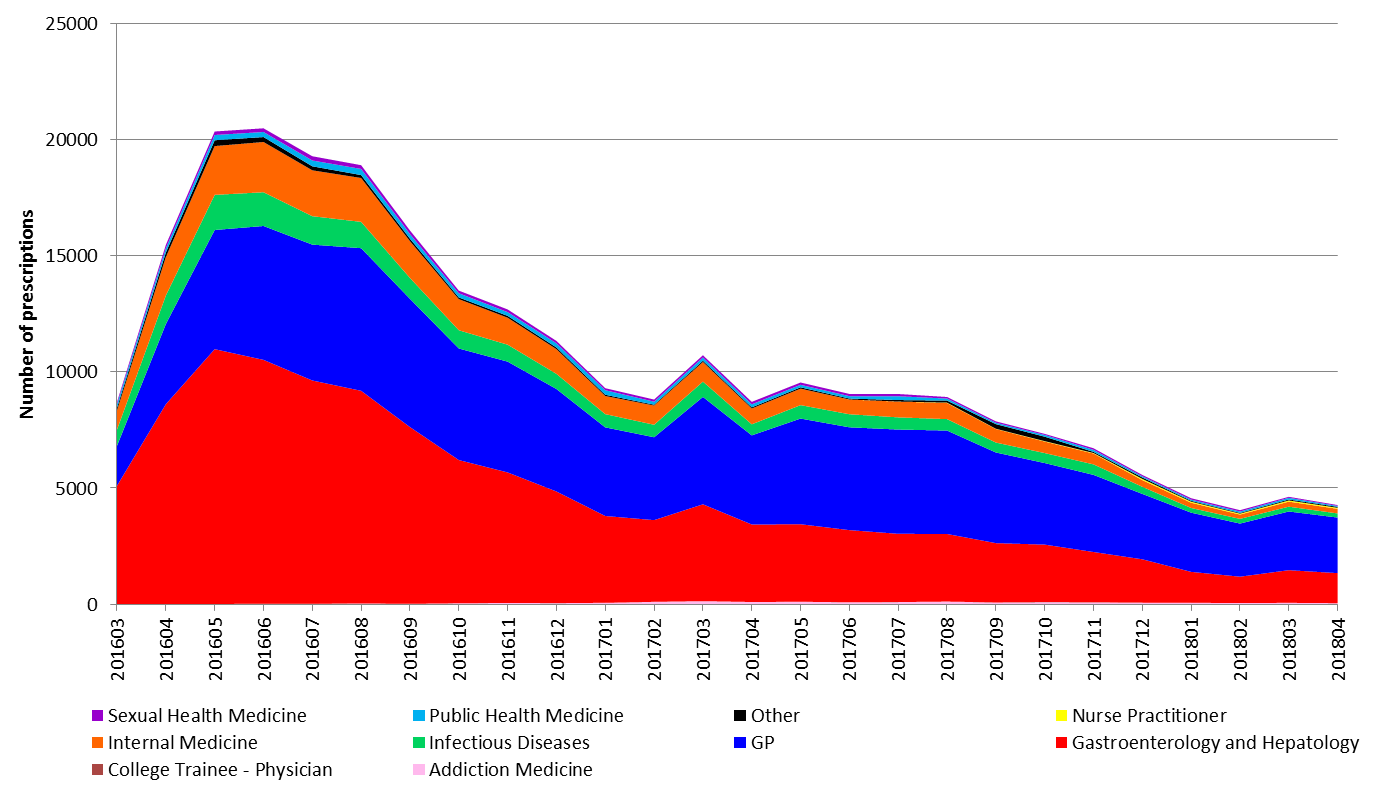 25000
20000
15000
10000
5000
0
Number of prescriptions
201603
201604
201605
201606
201607
201608
201609
201610
201611
201612
201701
201702
201703
201704
201705
201706
201707
201708
201709
201710
201711
201712
201801
201802
201803
201804
Sexual Health Medicine
Public Health Medicine
Other
Nurse Practitioner
Internal Medicine
Infectious Diseases
GP
Gastroenterology and Hepatology
College Trainee - Physician
Addiction Medicine